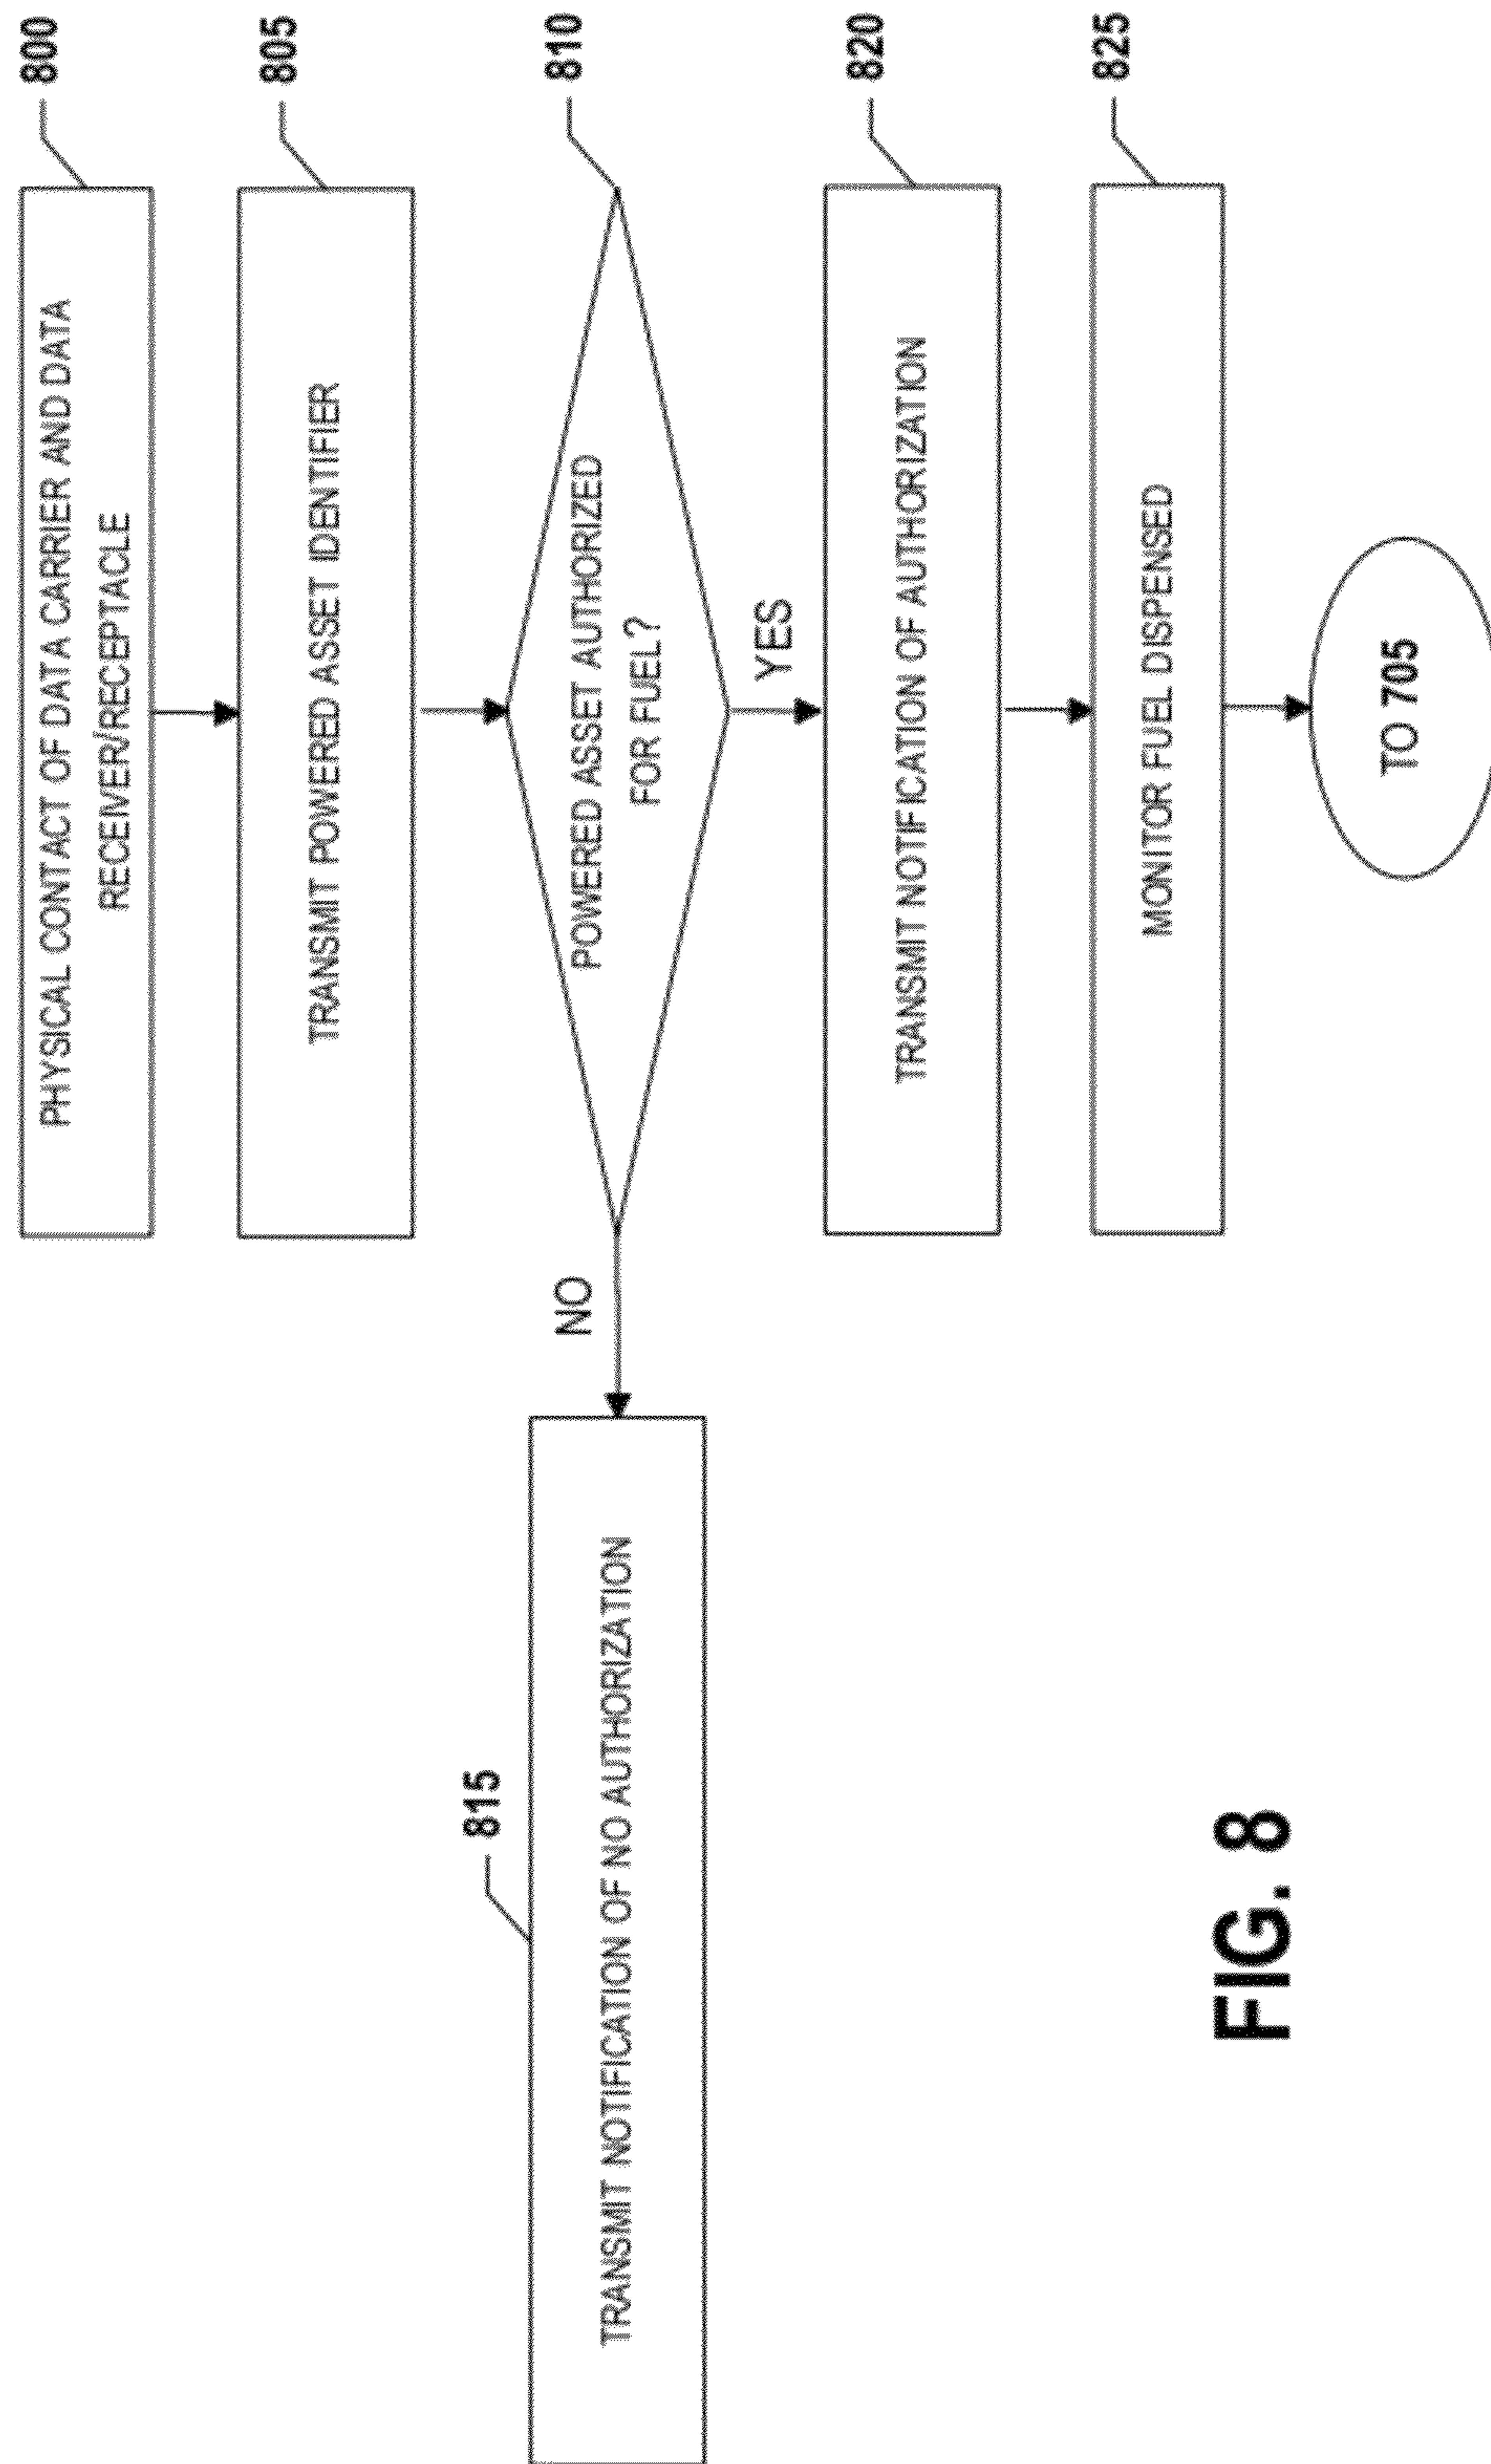 800
PHYSICAL CONTACT OF DATA CARRIER AND DATA
RECEIVER/RECEPTACLE
805
TRANSMIT POWERED ASSET IDENTIFIER
810
POWERED ASSET AUTHORIZED
FOR FUEL?
NO
815
TRANSMIT NOTIFICATION OF NO AUTHORIZATION
YES
820
TRANSMIT NOTIFICATION OF AUTHORIZATION
825
MONITOR FUEL DISPENSED
TO 705
FIG. 8